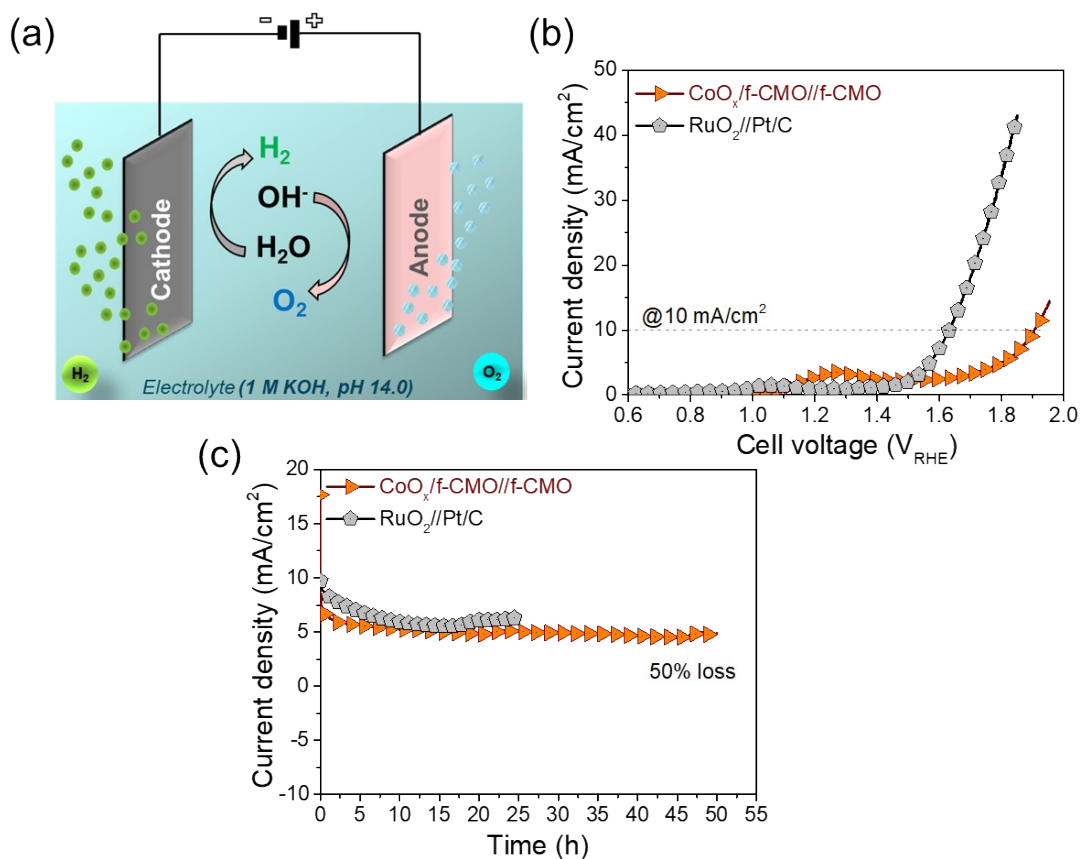 (a)
− +
Cathode
H₂
OH⁻
H₂O
O₂
Anode
H₂
O₂
Electrolyte (1 M KOH, pH 14.0)
(b)
CoOₓ/f-CMO//f-CMO
RuO₂//Pt/C
@10 mA/cm²
50
40
30
20
10
0
0.6 0.8 1.0 1.2 1.4 1.6 1.8 2.0
Current density (mA/cm²)
Cell voltage (V_RHE)
(c)
CoOₓ/f-CMO//f-CMO
RuO₂//Pt/C
50% loss
20
15
10
5
0
-5
-10
0 5 10 15 20 25 30 35 40 45 50 55
Current density (mA/cm²)
Time (h)